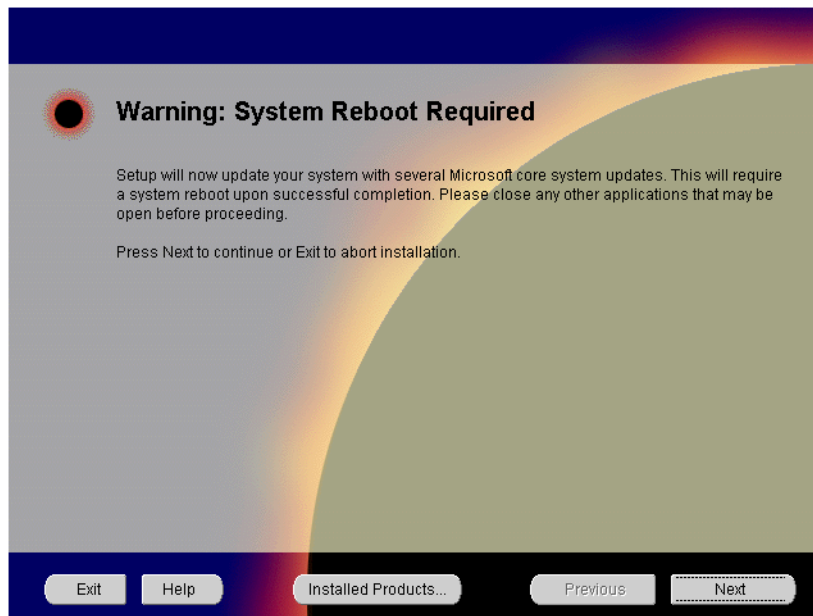 Warning: System Reboot Required
Setup will now update your system with several Microsoft core system updates. This will require
a system reboot upon successful completion. Please close any other applications that may be
open before proceeding.
Press Next to continue or Exit to abort installation.
Exit
Help
Installed Products...
Previous
Next